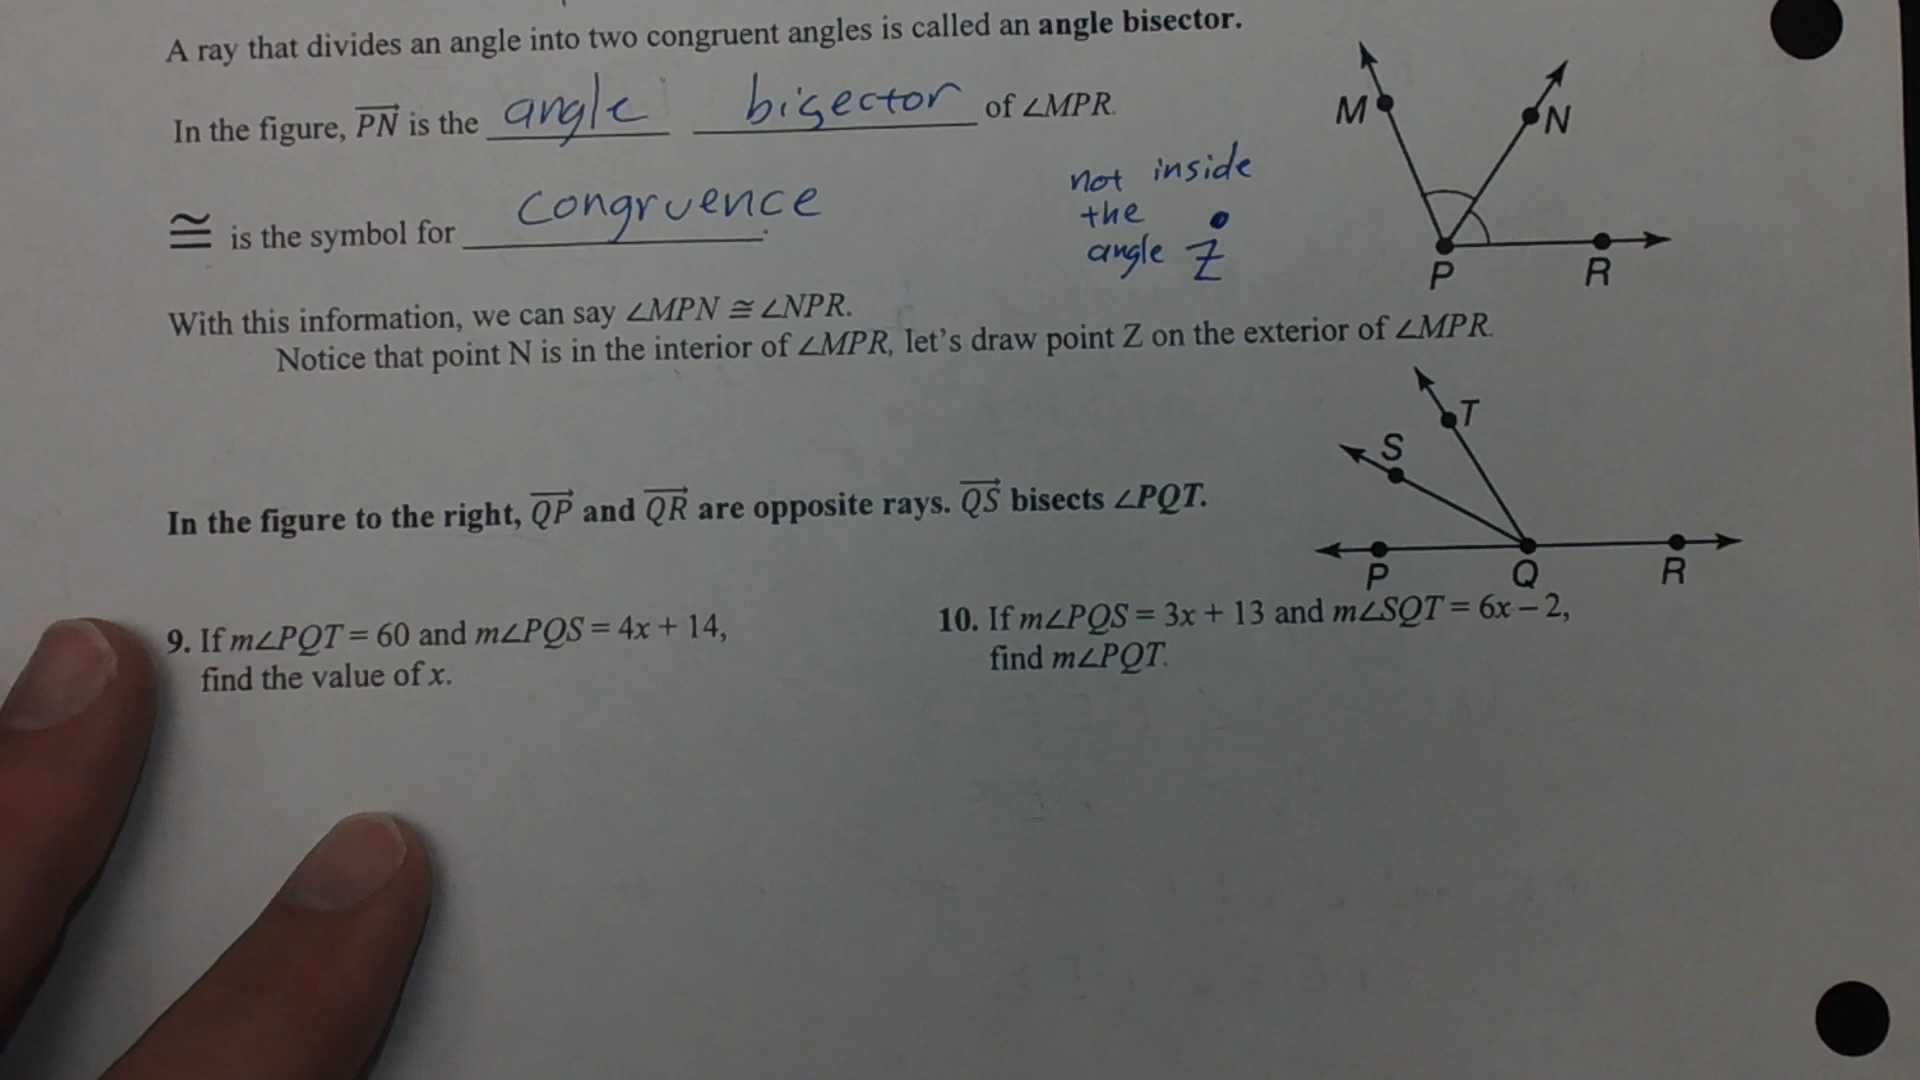 A ray that divides an angle into two congruent angles is called an angle bisector.
In the figure, PN is the angle bisector of ∠MPR.
≅ is the symbol for congruence.
not inside
the
angle Z
M
N
P
R
With this information, we can say ∠MPN ≅ ∠NPR.
Notice that point N is in the interior of ∠MPR, let's draw point Z on the exterior of ∠MPR.
In the figure to the right, QP and QR are opposite rays. QS bisects ∠PQT.
T
S
P
Q
R
9. If m∠PQT = 60 and m∠PQS = 4x + 14,
find the value of x.
10. If m∠PQS = 3x + 13 and m∠SQT = 6x – 2,
find m∠PQT.